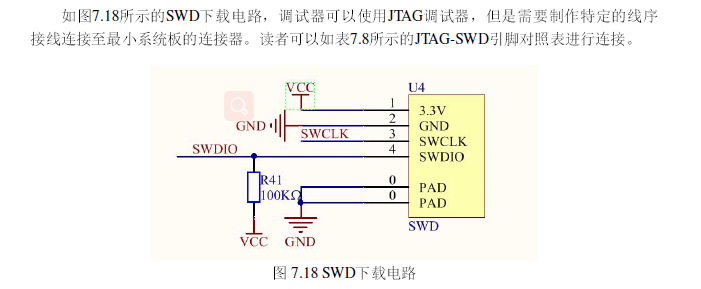 如图7.18所示的SWD下载电路，调试器可以使用JTAG调试器，但是需要制作特定的线序
接线连接至最小系统板的连接器。读者可以如表7.8所示的JTAG-SWD引脚对照表进行连接。
VCC
U4
1 3.3V
GND 2 GND
SWCLK 3 SWCLK
SWDIO 4 SWDIO
R41
100KΩ
0 PAD
0 PAD
SWD
VCC GND
图 7.18 SWD下载电路